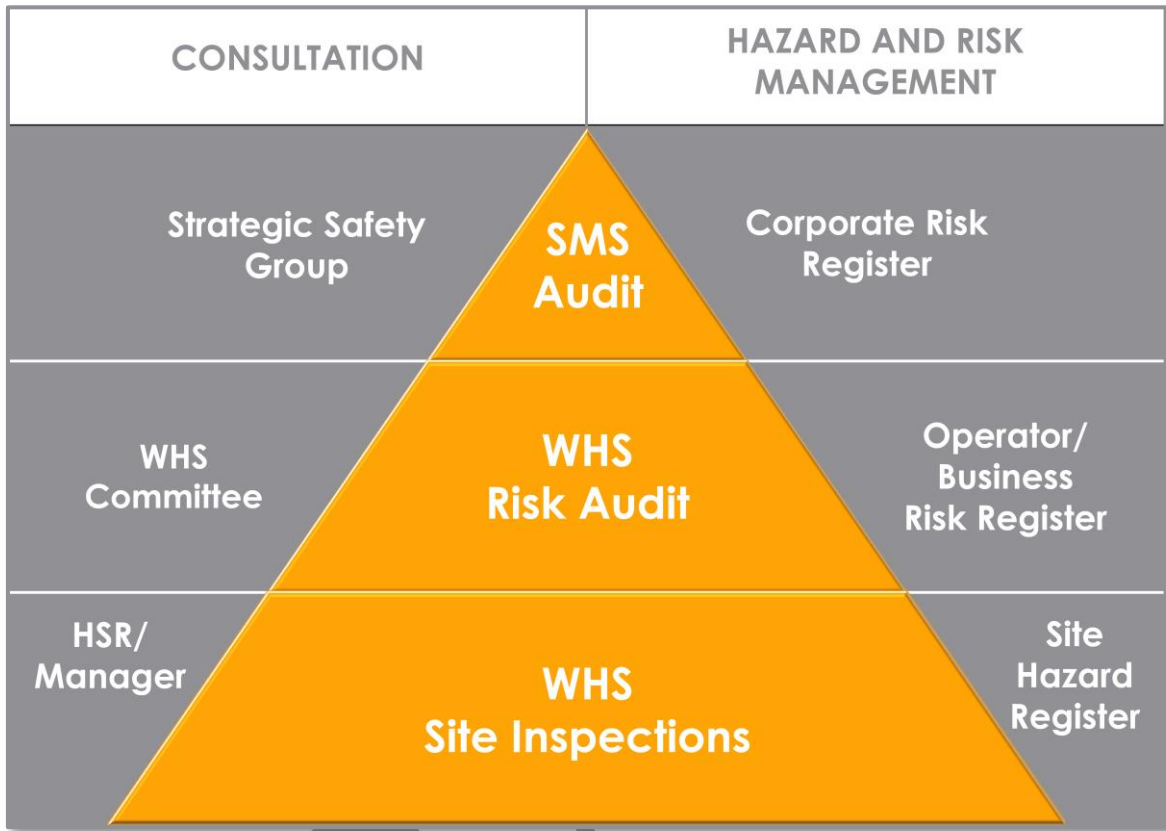 CONSULTATION
HAZARD AND RISK
MANAGEMENT
Strategic Safety
Group
SMS
Audit
Corporate Risk
Register
WHS
Committee
WHS
Risk Audit
Operator/
Business
Risk Register
HSR/
Manager
WHS
Site Inspections
Site
Hazard
Register